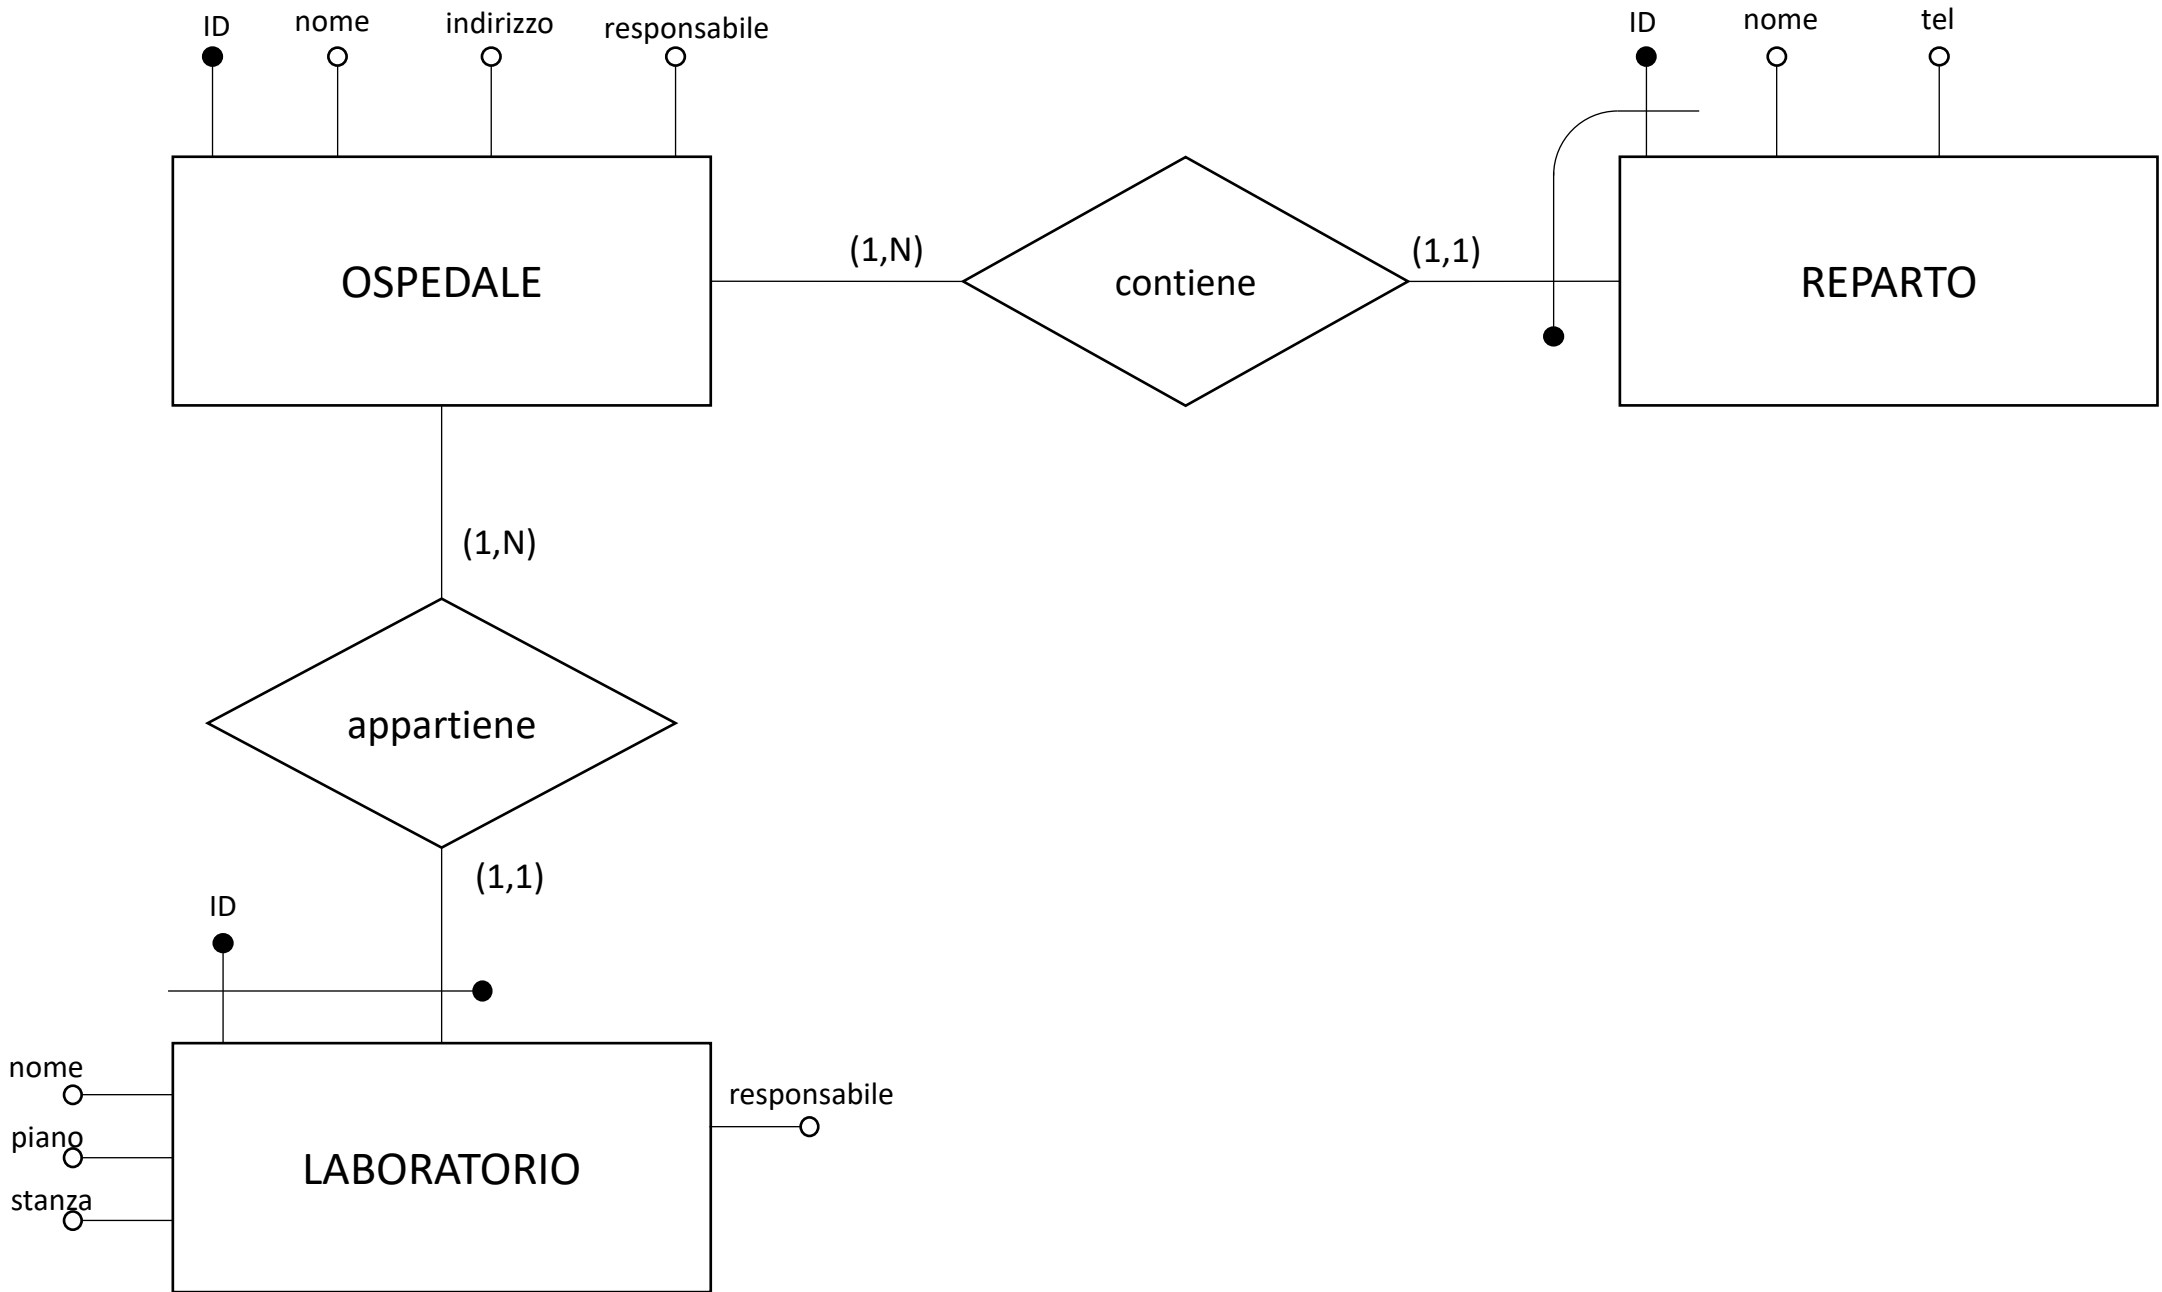 ID
nome
indirizzo
responsabile
ID
nome
tel
OSPEDALE
(1,N)
contiene
(1,1)
REPARTO
(1,N)
appartiene
(1,1)
ID
nome
piano
stanza
LABORATORIO
responsabile